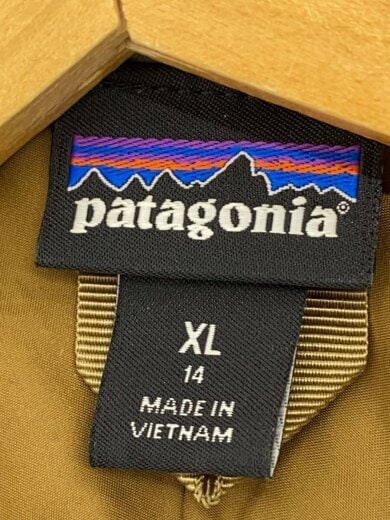 patagonia®
XL
14
MADE IN
VIETNAM